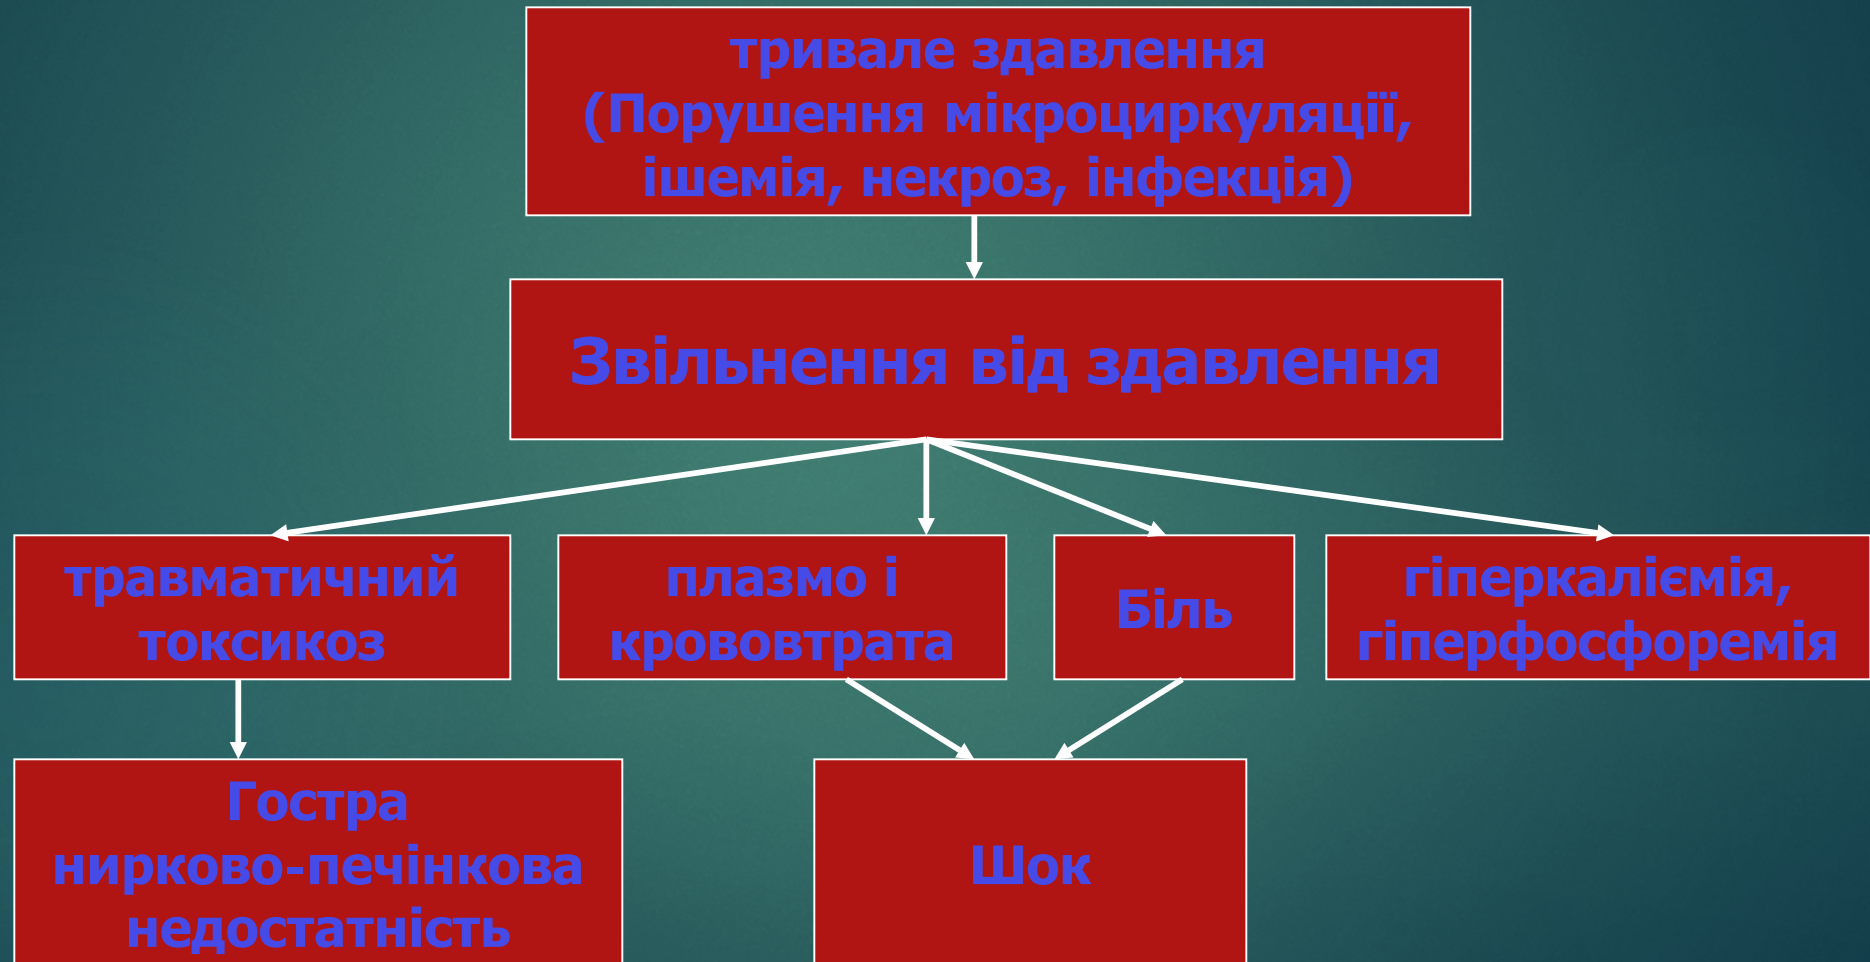 тривале здавлення
(Порушення мікроциркуляції,
ішемія, некроз, інфекція)
Звільнення від здавлення
травматичний
токсикоз
плазмо і
крововтрата
Біль
гіперкаліємія,
гіперфосфоремія
Гостра
нирково-печінкова
недостатність
Шок